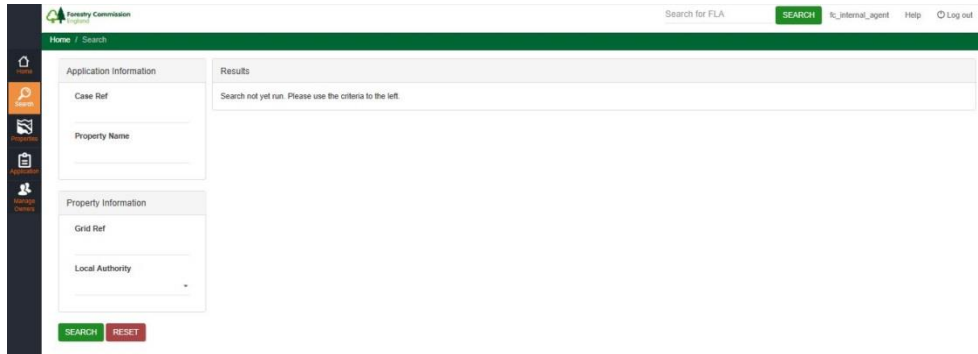 Forestry Commission
England
Search for FLA
SEARCH
fc_internal_agent
Help
Log out
Home / Search
Home
Search
Properties
Application
Manage
Owners
Application Information
Case Ref
Property Name
Property Information
Grid Ref
Local Authority
SEARCH
RESET
Results
Search not yet run. Please use the criteria to the left.